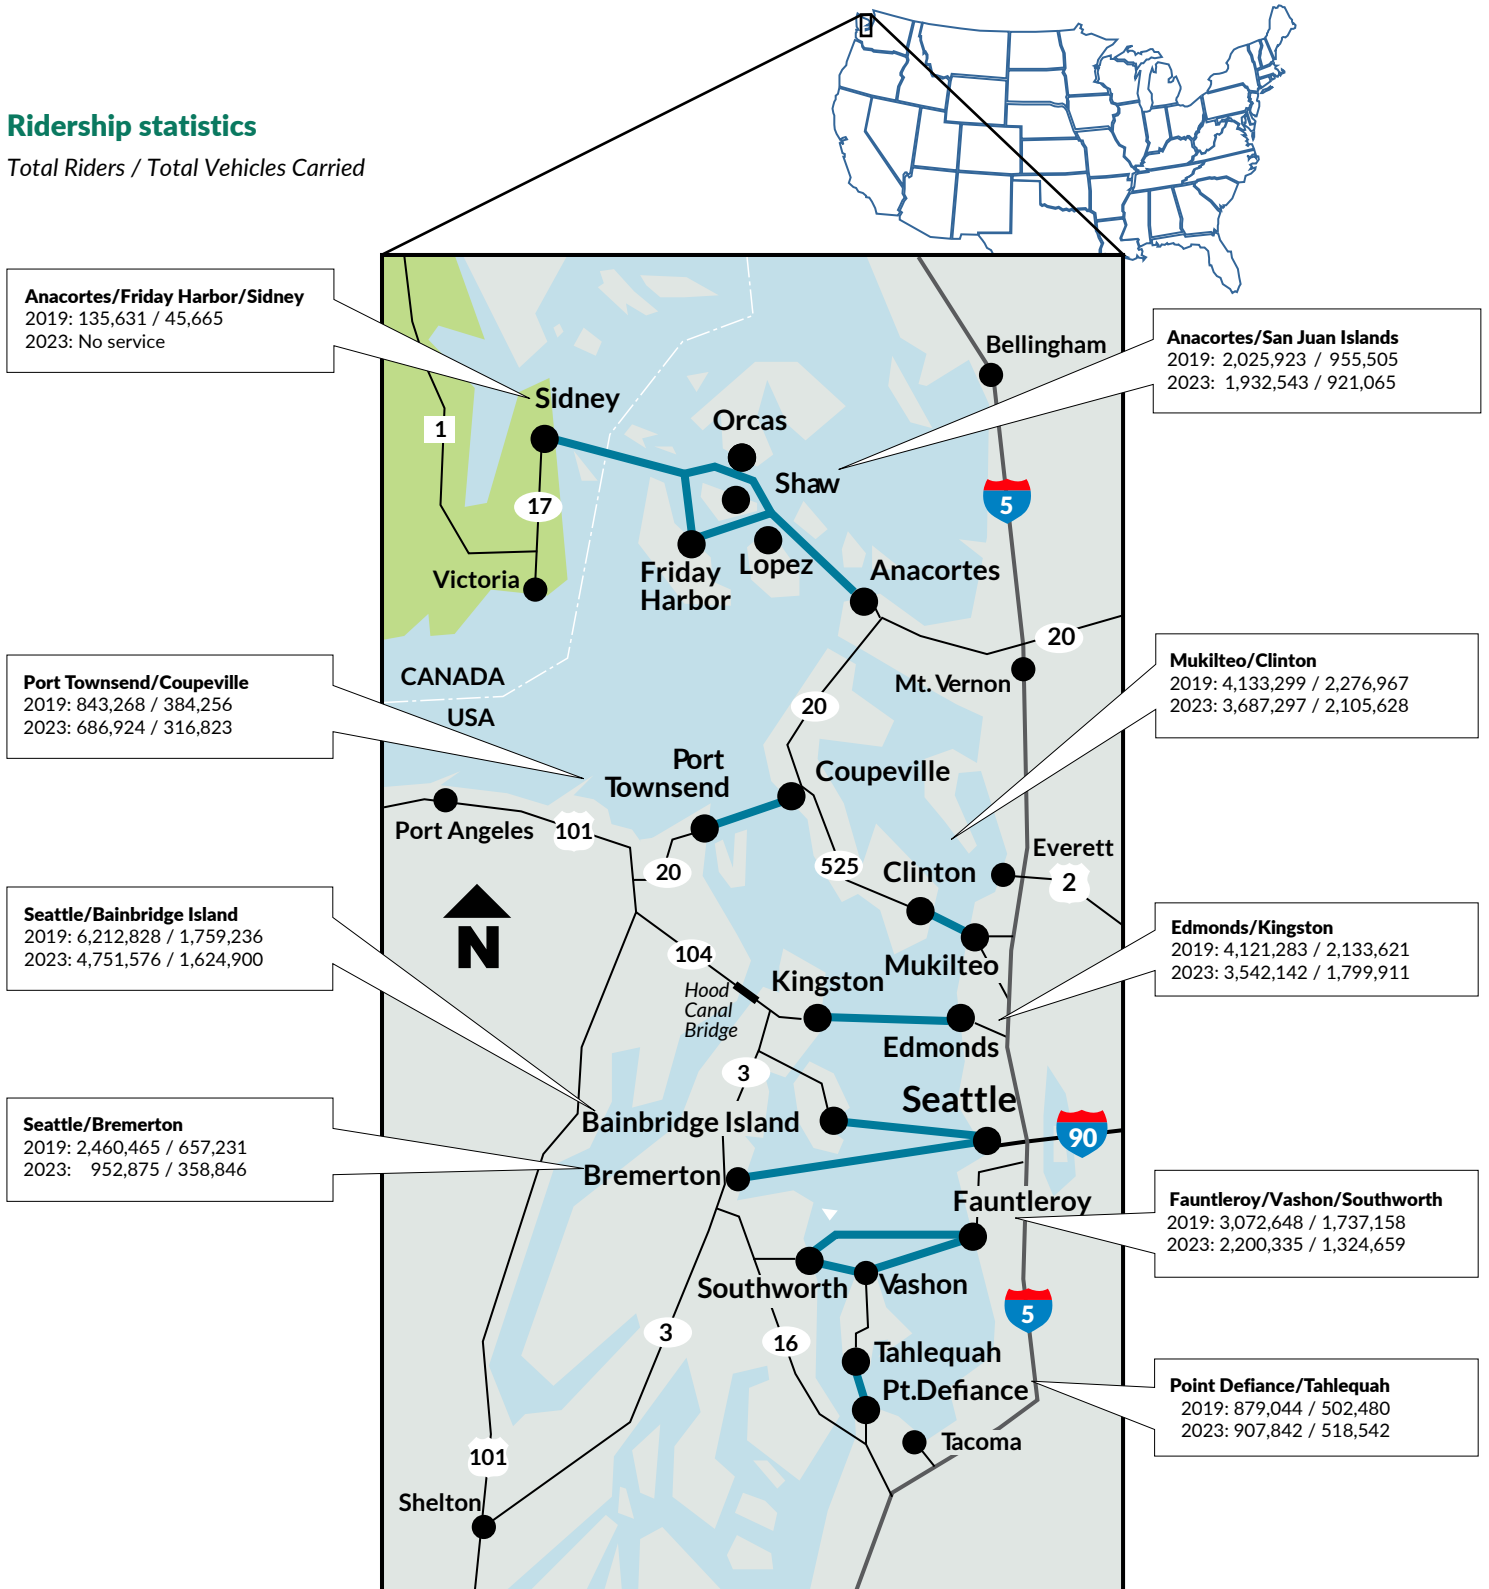 Ridership statistics
Total Riders / Total Vehicles Carried
Anacortes/Friday Harbor/Sidney
2019: 135,631 / 45,665
2023: No service
Anacortes/San Juan Islands
2019: 2,025,923 / 955,505
2023: 1,932,543 / 921,065
Bellingham
Sidney
Orcas
1
Shaw
17
5
Friday
Harbor
Lopez
Anacortes
Victoria
20
Port Townsend/Coupeville
2019: 843,268 / 384,256
2023: 686,924 / 316,823
CANADA
USA
Mt. Vernon
Mukilteo/Clinton
2019: 4,133,299 / 2,276,967
2023: 3,687,297 / 2,105,628
20
Port
Townsend
Coupeville
Port Angeles
101
20
525
Clinton
Everett
2
Seattle/Bainbridge Island
2019: 6,212,828 / 1,759,236
2023: 4,751,576 / 1,624,900
N
104
Mukilteo
Edmonds/Kingston
2019: 4,121,283 / 2,133,621
2023: 3,542,142 / 1,799,911
Hood
Canal
Bridge
Kingston
Edmonds
3
Seattle
Bainbridge Island
90
Seattle/Bremerton
2019: 2,460,465 / 657,231
2023: 952,875 / 358,846
Bremerton
Fauntleroy
Fauntleroy/Vashon/Southworth
2019: 3,072,648 / 1,737,158
2023: 2,200,335 / 1,324,659
Southworth
Vashon
5
3
16
Tahlequah
Pt.Defiance
Point Defiance/Tahlequah
2019: 879,044 / 502,480
2023: 907,842 / 518,542
Tacoma
101
Shelton